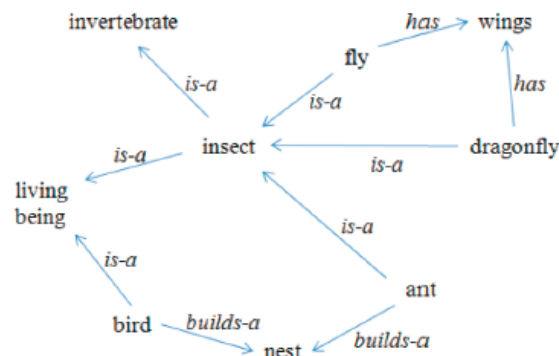 invertebrate
has
wings
fly
is-a
is-a
has
is-a
insect
dragonfly
is-a
living
being
is-a
is-a
ant
bird
builds-a
nest
builds-a